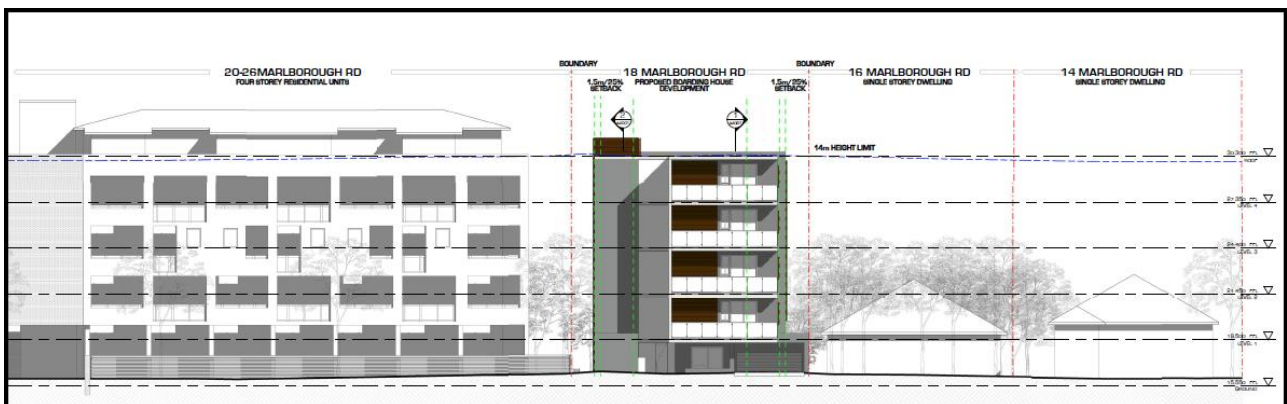 BOUNDARY
BOUNDARY
20-26 MARLBOROUGH RD
FOUR STOREY RESIDENTIAL UNITS
1.5m/25%
SETBACK
18 MARLBOROUGH RD
PROPOSED BOARDING HOUSE
DEVELOPMENT
1.5m/25%
SETBACK
16 MARLBOROUGH RD
SINGLE STOREY DWELLING
14 MARLBOROUGH RD
SINGLE STOREY DWELLING
2
1
14m HEIGHT LIMIT
ROOF
LEVEL 4
LEVEL 3
LEVEL 2
LEVEL 1
GROUND